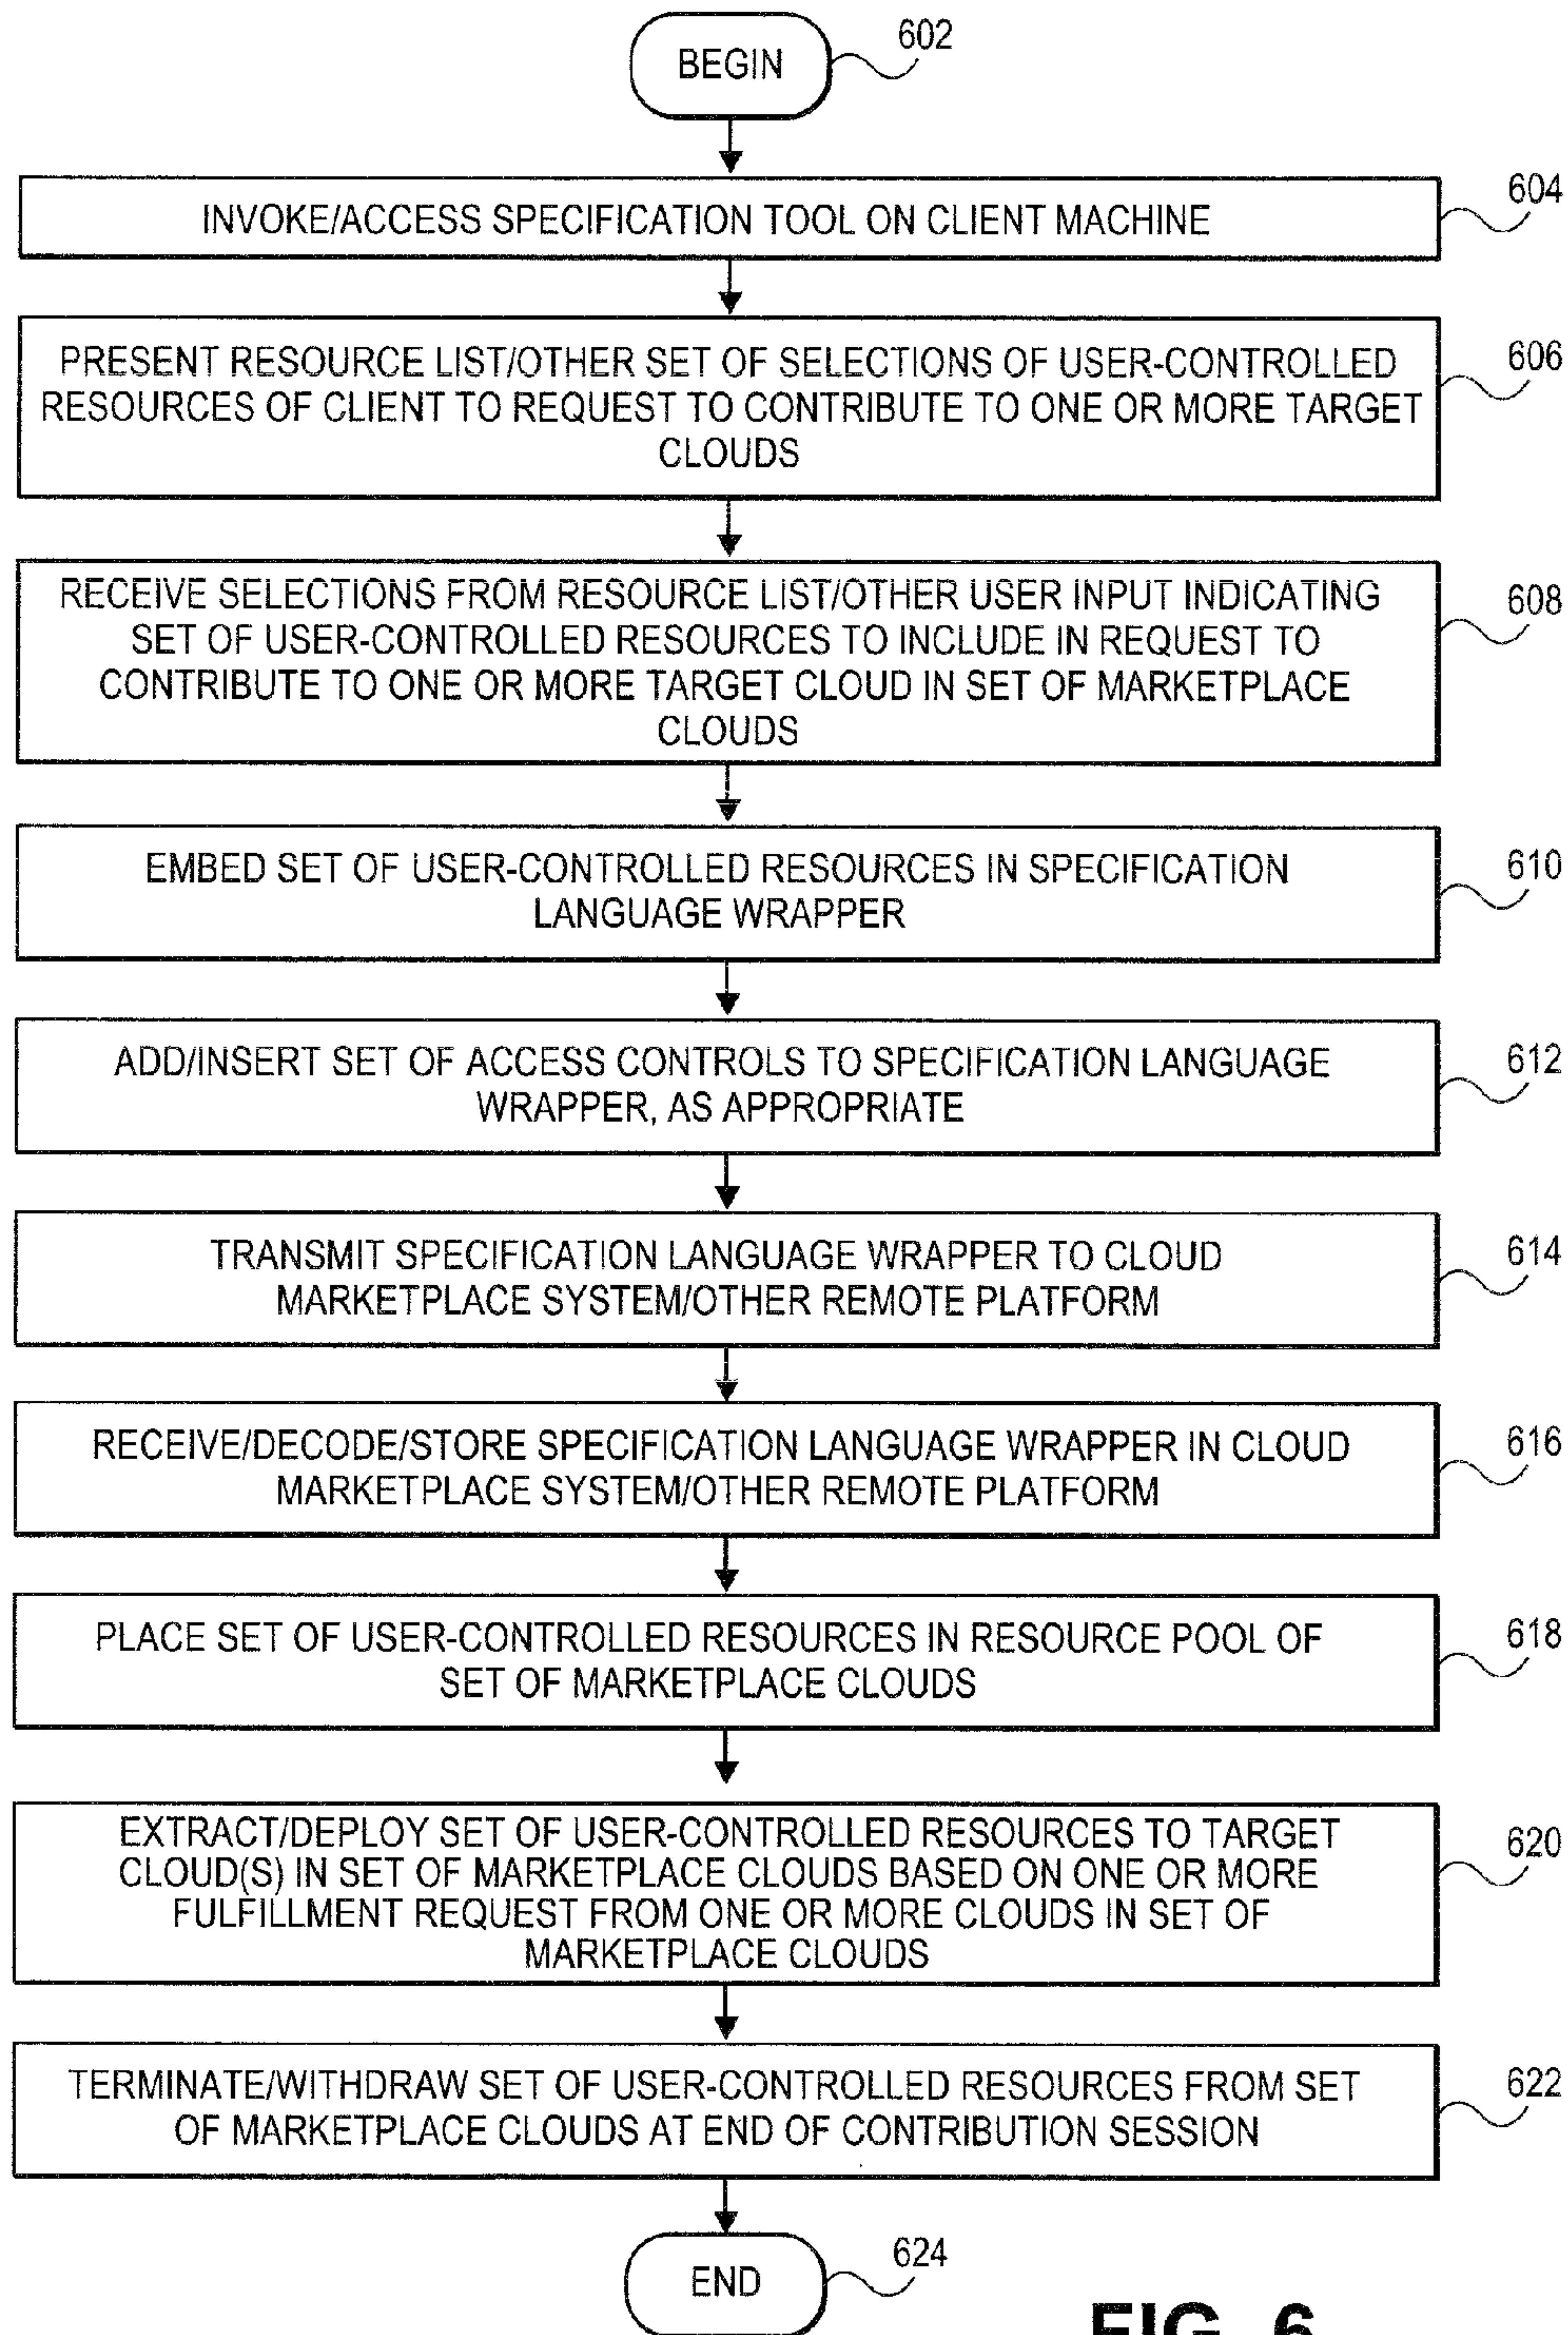 BEGIN
602
INVOKE/ACCESS SPECIFICATION TOOL ON CLIENT MACHINE
604
PRESENT RESOURCE LIST/OTHER SET OF SELECTIONS OF USER-CONTROLLED
RESOURCES OF CLIENT TO REQUEST TO CONTRIBUTE TO ONE OR MORE TARGET
CLOUDS
606
RECEIVE SELECTIONS FROM RESOURCE LIST/OTHER USER INPUT INDICATING
SET OF USER-CONTROLLED RESOURCES TO INCLUDE IN REQUEST TO
CONTRIBUTE TO ONE OR MORE TARGET CLOUD IN SET OF MARKETPLACE
CLOUDS
608
EMBED SET OF USER-CONTROLLED RESOURCES IN SPECIFICATION
LANGUAGE WRAPPER
610
ADD/INSERT SET OF ACCESS CONTROLS TO SPECIFICATION LANGUAGE
WRAPPER, AS APPROPRIATE
612
TRANSMIT SPECIFICATION LANGUAGE WRAPPER TO CLOUD
MARKETPLACE SYSTEM/OTHER REMOTE PLATFORM
614
RECEIVE/DECODE/STORE SPECIFICATION LANGUAGE WRAPPER IN CLOUD
MARKETPLACE SYSTEM/OTHER REMOTE PLATFORM
616
PLACE SET OF USER-CONTROLLED RESOURCES IN RESOURCE POOL OF
SET OF MARKETPLACE CLOUDS
618
EXTRACT/DEPLOY SET OF USER-CONTROLLED RESOURCES TO TARGET
CLOUD(S) IN SET OF MARKETPLACE CLOUDS BASED ON ONE OR MORE
FULFILLMENT REQUEST FROM ONE OR MORE CLOUDS IN SET OF
MARKETPLACE CLOUDS
620
TERMINATE/WITHDRAW SET OF USER-CONTROLLED RESOURCES FROM SET
OF MARKETPLACE CLOUDS AT END OF CONTRIBUTION SESSION
622
END
624
FIG. 6